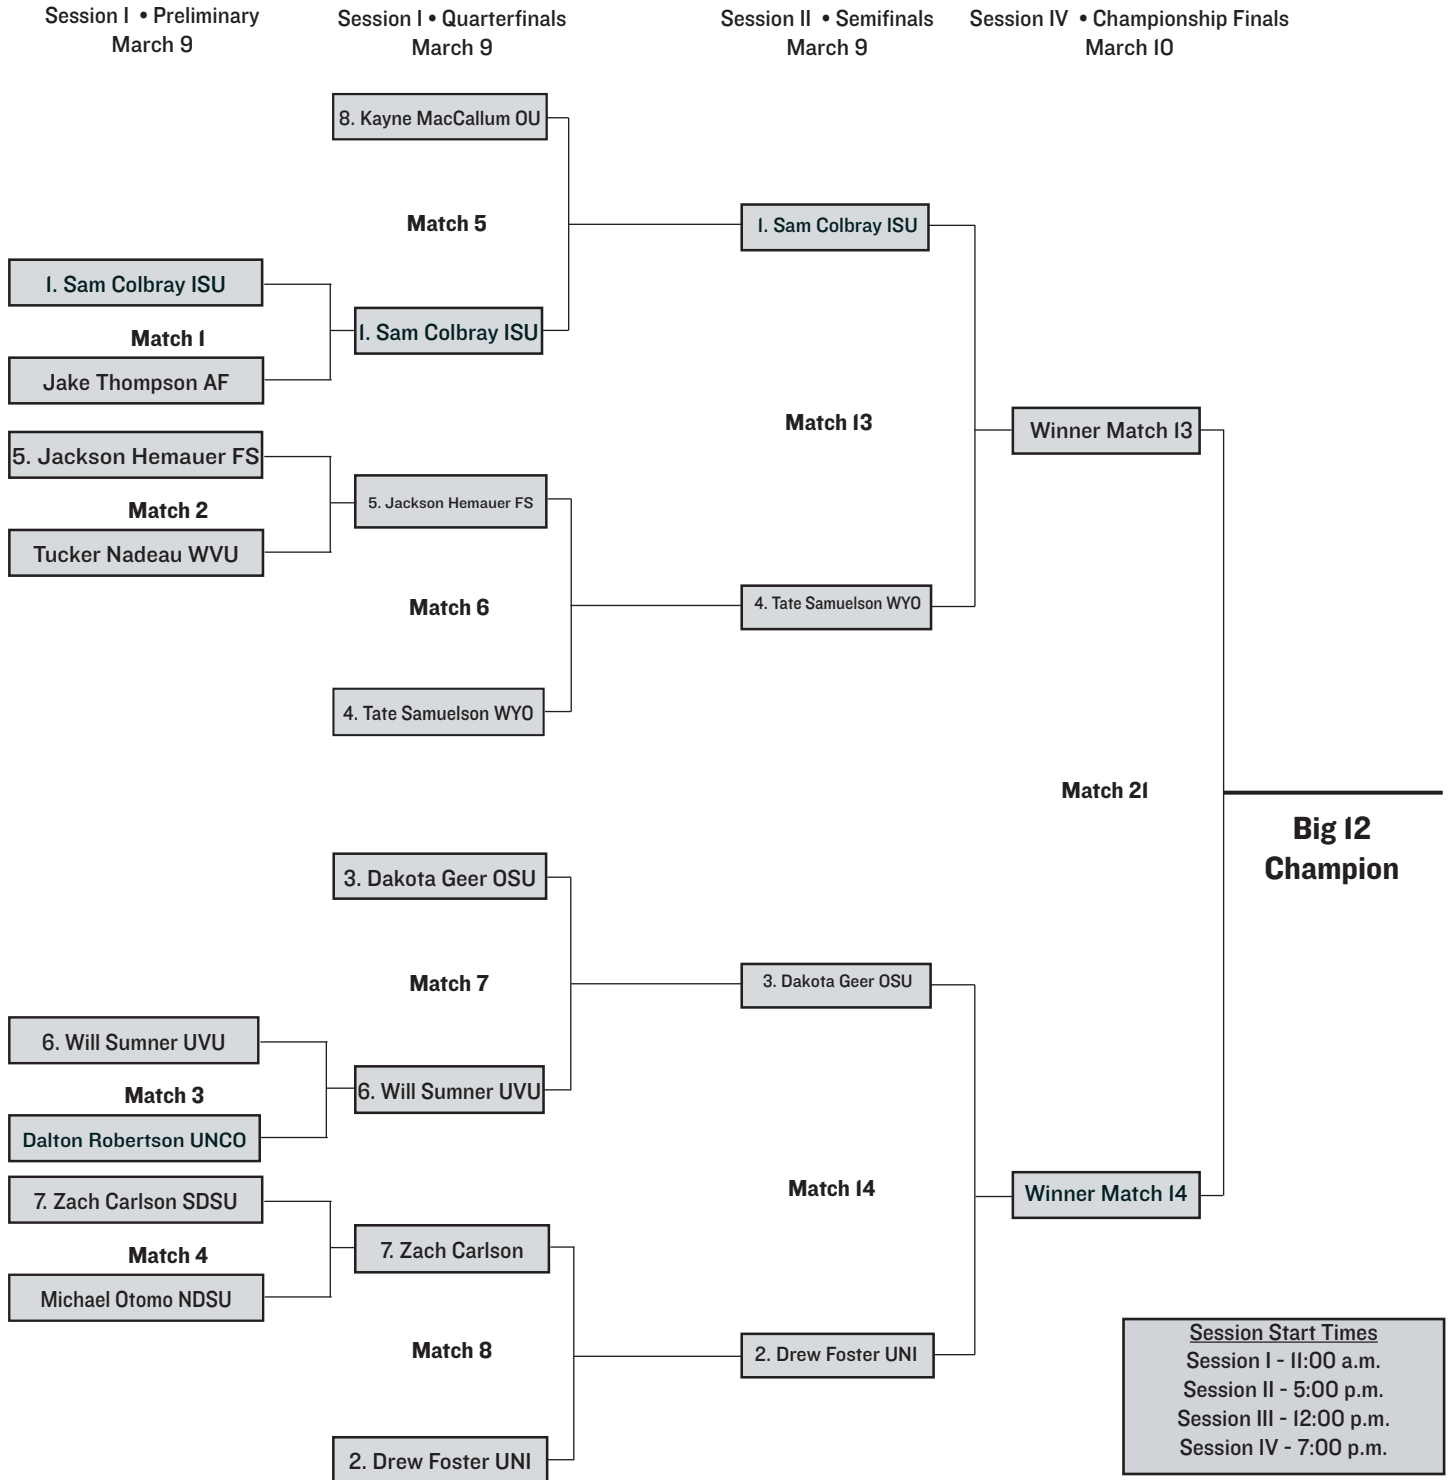 Session I • Preliminary
March 9
Session I • Quarterfinals
March 9
Session II • Semifinals
March 9
Session IV • Championship Finals
March 10
8. Kayne MacCallum OU
Match 5
1. Sam Colbray ISU
1. Sam Colbray ISU
Match 1
1. Sam Colbray ISU
Jake Thompson AF
Match 13
Winner Match 13
5. Jackson Hemauer FS
Match 2
5. Jackson Hemauer FS
Tucker Nadeau WVU
Match 6
4. Tate Samuelson WYO
4. Tate Samuelson WYO
Match 21
Big 12
Champion
3. Dakota Geer OSU
Match 7
3. Dakota Geer OSU
6. Will Sumner UVU
Match 3
6. Will Sumner UVU
Dalton Robertson UNCO
Match 14
Winner Match 14
7. Zach Carlson SDSU
Match 4
7. Zach Carlson
Michael Otomo NDSU
Match 8
2. Drew Foster UNI
2. Drew Foster UNI
Session Start Times
Session I - 11:00 a.m.
Session II - 5:00 p.m.
Session III - 12:00 p.m.
Session IV - 7:00 p.m.